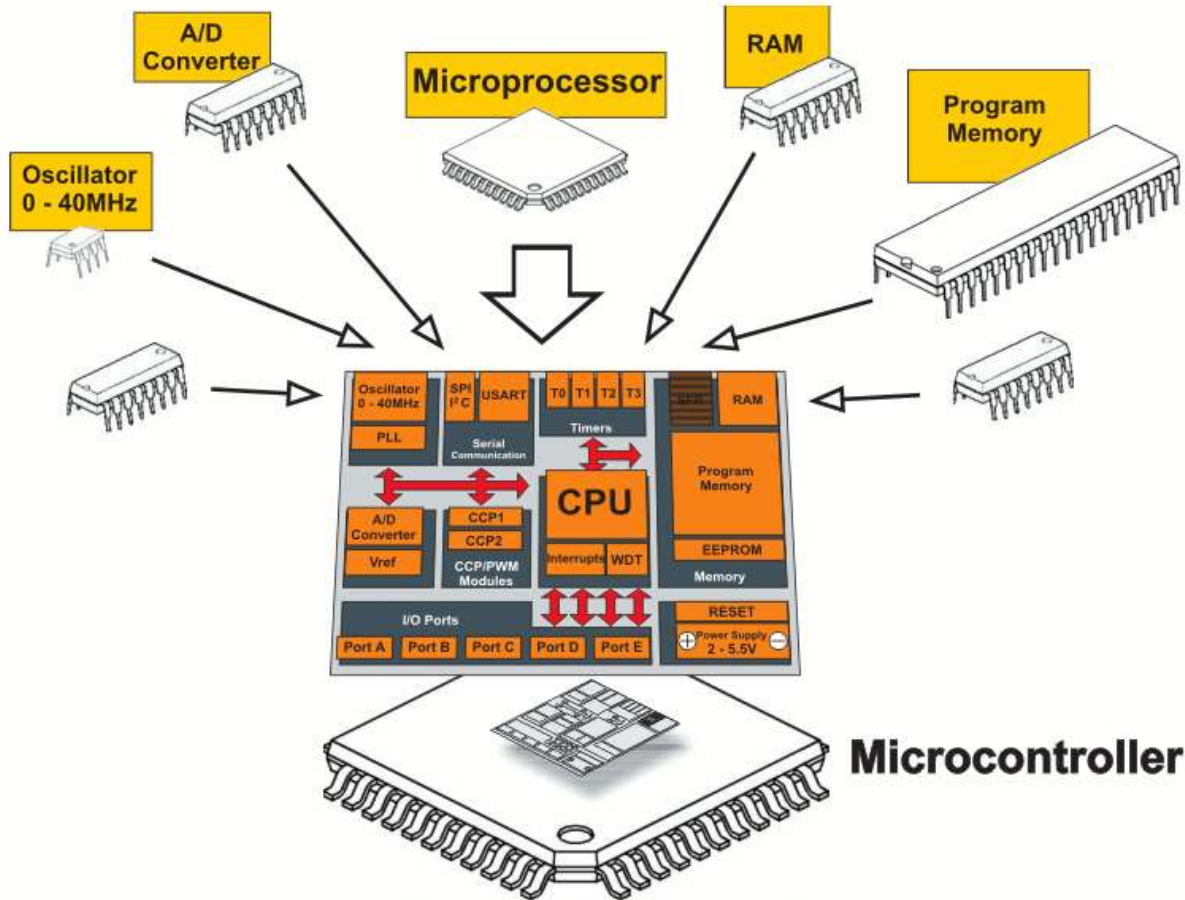 A/D
Converter
Microprocessor
RAM
Program
Memory
Oscillator
0 - 40MHz
Oscillator
0 - 40MHz
PLL
SPI
I²C
USART
Serial
Communication
T0
T1
T2
T3
Timers
RAM
Program
Memory
EEPROM
Memory
A/D
Converter
Vref
CCP1
CCP2
CCP/PWM
Modules
CPU
Interrupts
WDT
I/O Ports
Port A
Port B
Port C
Port D
Port E
RESET
Power Supply
2 - 5.5V
Microcontroller